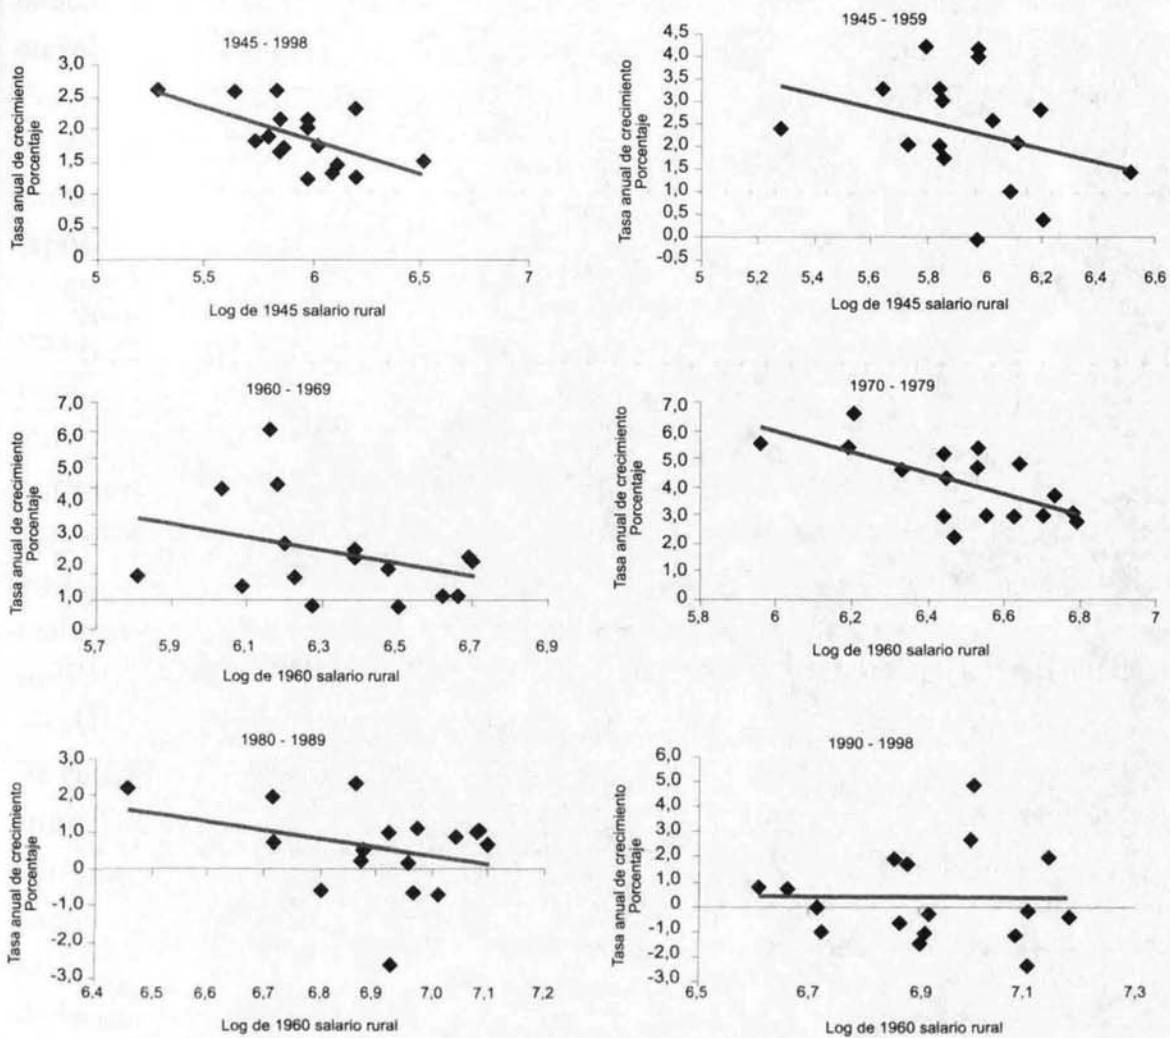 1945 - 1998
Tasa anual de crecimiento
Porcentaje
3,0
2,5
2,0
1,5
1,0
0,5
0
5 5,5 6 6,5 7
Log de 1945 salario rural
1945 - 1959
Tasa anual de crecimiento
Porcentaje
4,5
4,0
3,5
3,0
2,5
2,0
1,5
1,0
0,5
0,0
-0,5
5 5,2 5,4 5,6 5,8 6 6,2 6,4 6,6
Log de 1945 salario rural
1960 - 1969
Tasa anual de crecimiento
Porcentaje
7,0
6,0
5,0
4,0
3,0
2,0
1,0
0
5,7 5,9 6,1 6,3 6,5 6,7 6,9
Log de 1960 salario rural
1970 - 1979
Tasa anual de crecimiento
Porcentaje
7,0
6,0
5,0
4,0
3,0
2,0
1,0
0
5,8 6 6,2 6,4 6,6 6,8 7
Log de 1960 salario rural
1980 - 1989
Tasa anual de crecimiento
Porcentaje
3,0
2,0
1,0
0
-1,0
-2,0
-3,0
6,4 6,5 6,6 6,7 6,8 6,9 7,0 7,1 7,2
Log de 1960 salario rural
1990 - 1998
Tasa anual de crecimiento
Porcentaje
6,0
5,0
4,0
3,0
2,0
1,0
0
-1,0
-2,0
-3,0
6,5 6,7 6,9 7,1 7,3
Log de 1960 salario rural